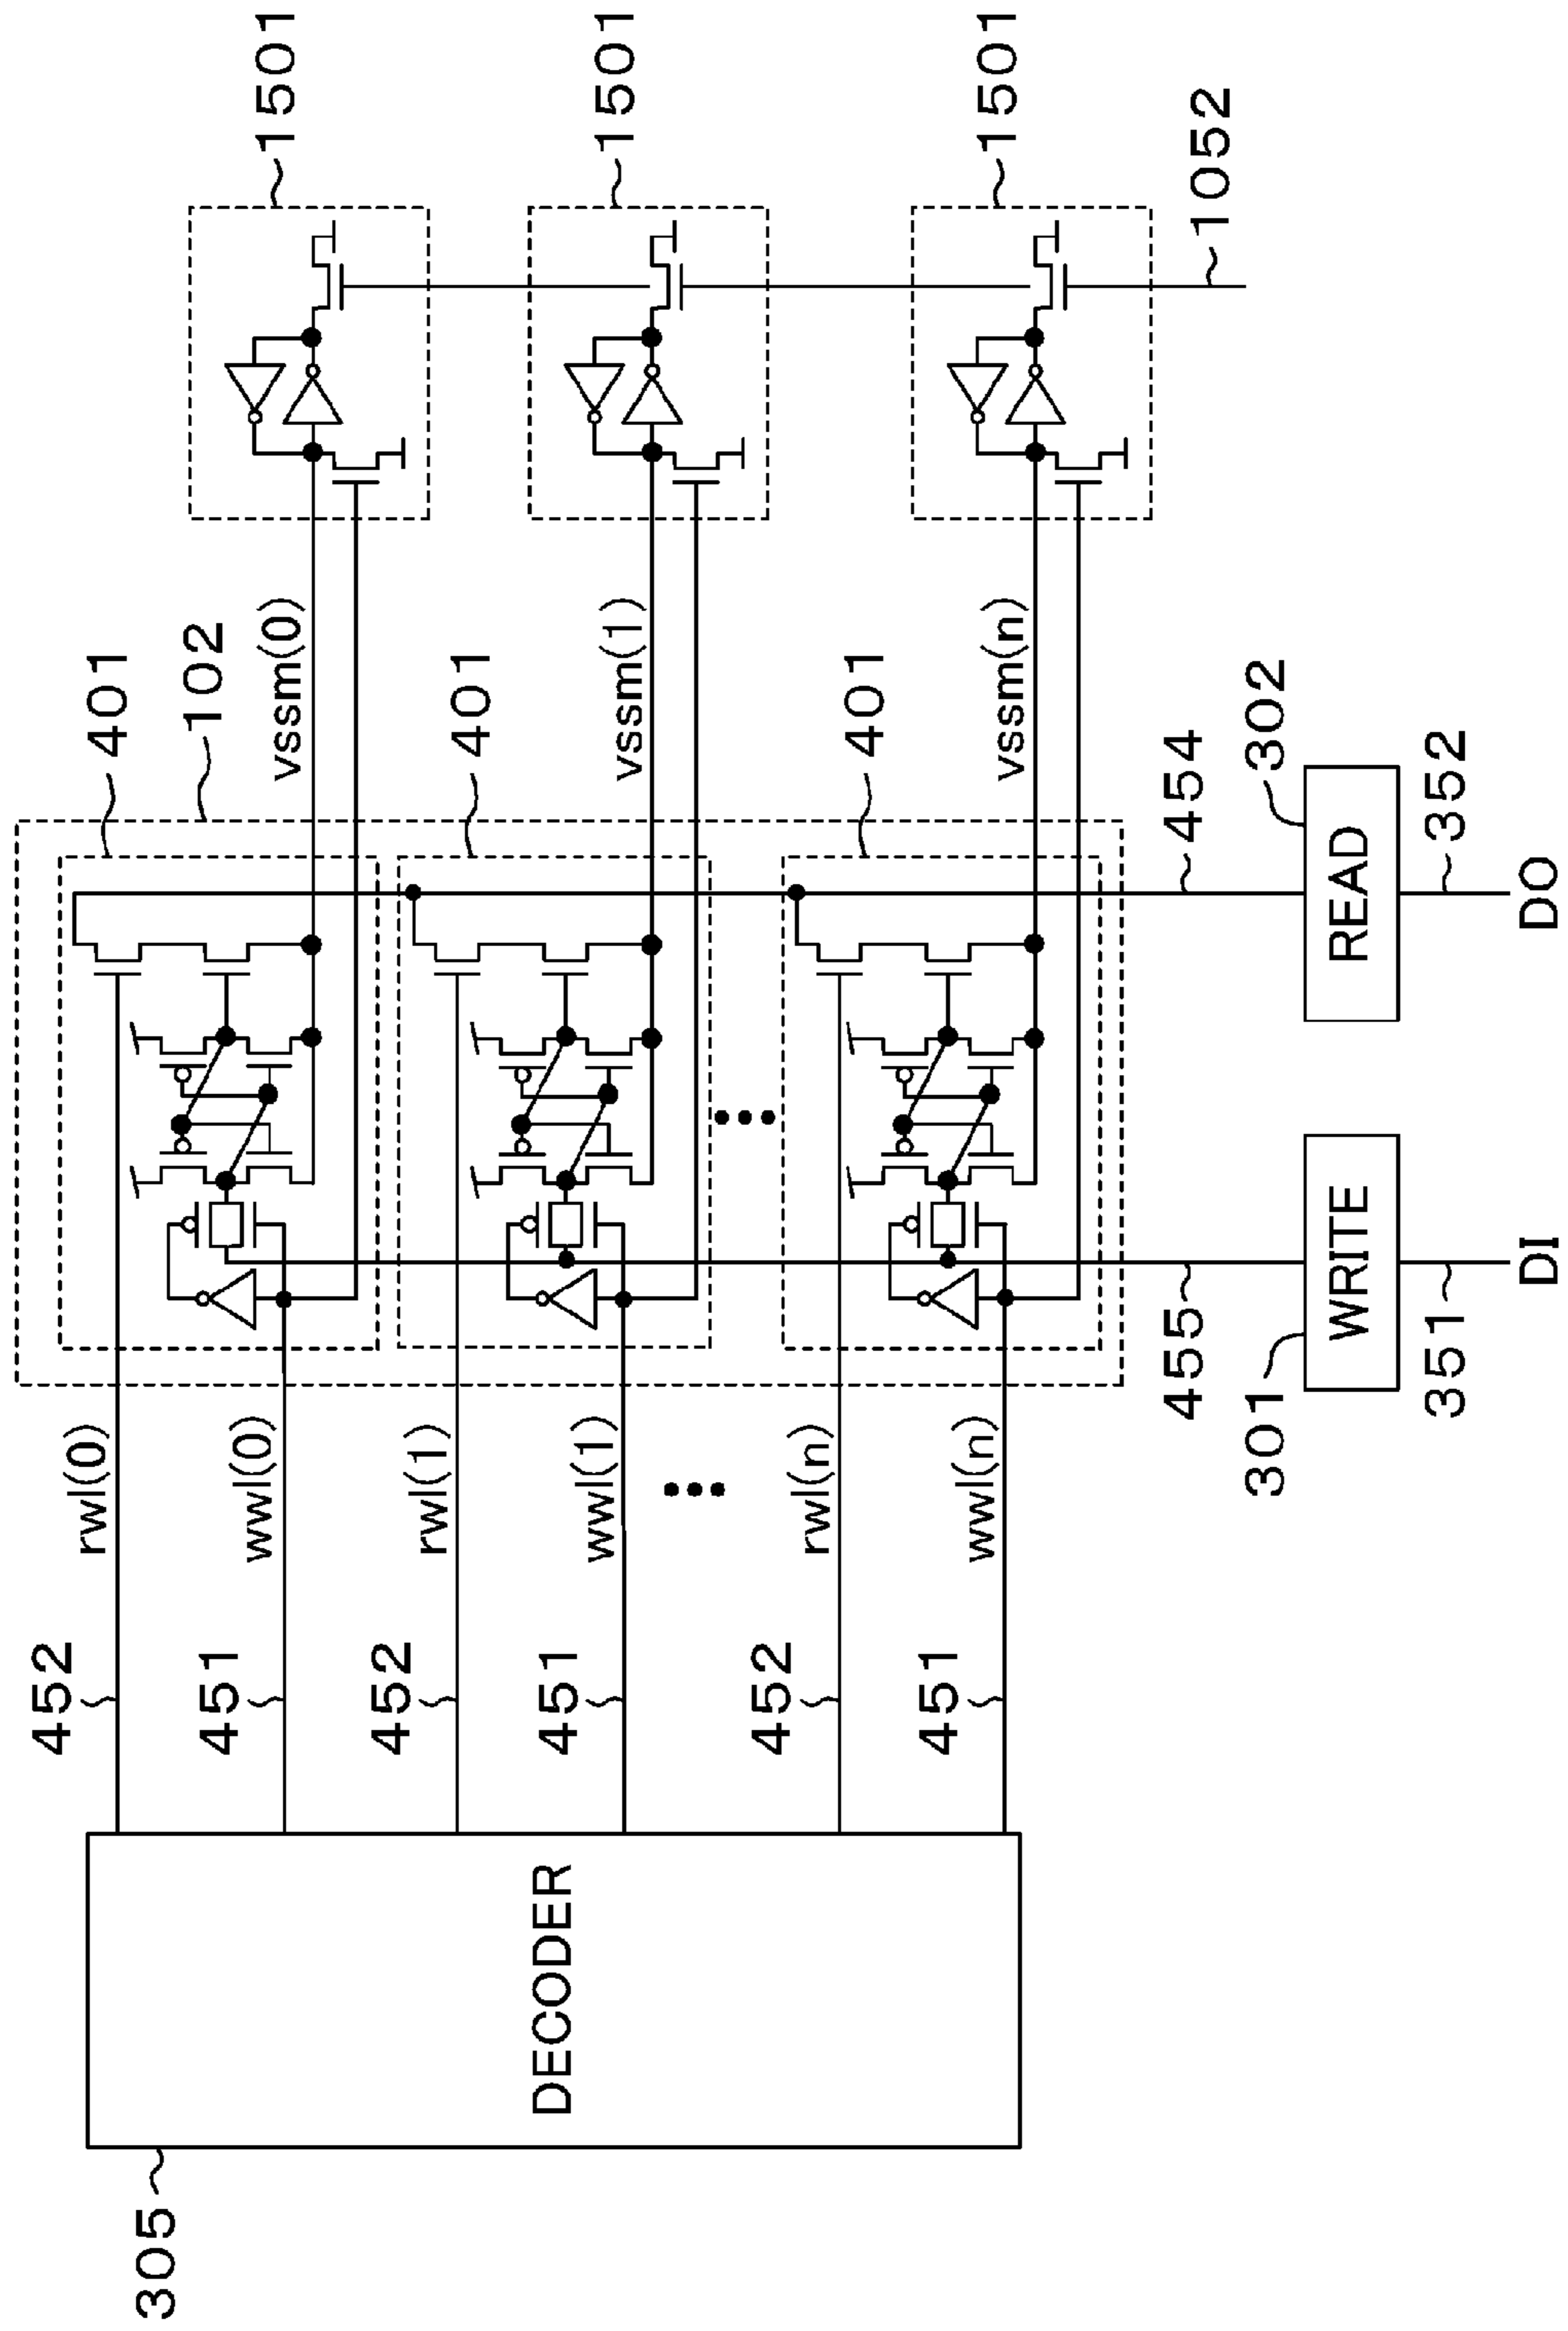 305
DECODER
452
451
452
451
452
451
rwl(0)
wwl(0)
rwl(1)
wwl(1)
rwl(n)
wwl(n)
401
102
401
401
vssm(0)
vssm(1)
vssm(n)
1501
1501
1501
1052
455
454
301
WRITE
302
READ
351
352
DI
DO